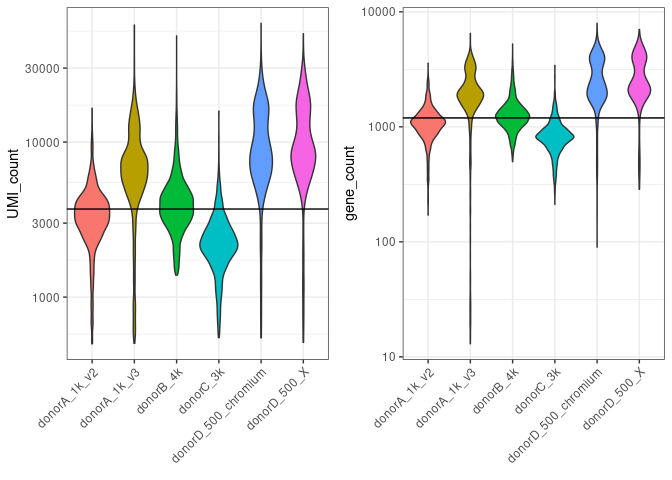 UMI_count
30000
10000
3000
1000
donorA_1k_v2
donorA_1k_v3
donorB_4k
donorC_3k
donorD_500_chromium
donorD_500_X
gene_count
10000
1000
100
10
donorA_1k_v2
donorA_1k_v3
donorB_4k
donorC_3k
donorD_500_chromium
donorD_500_X